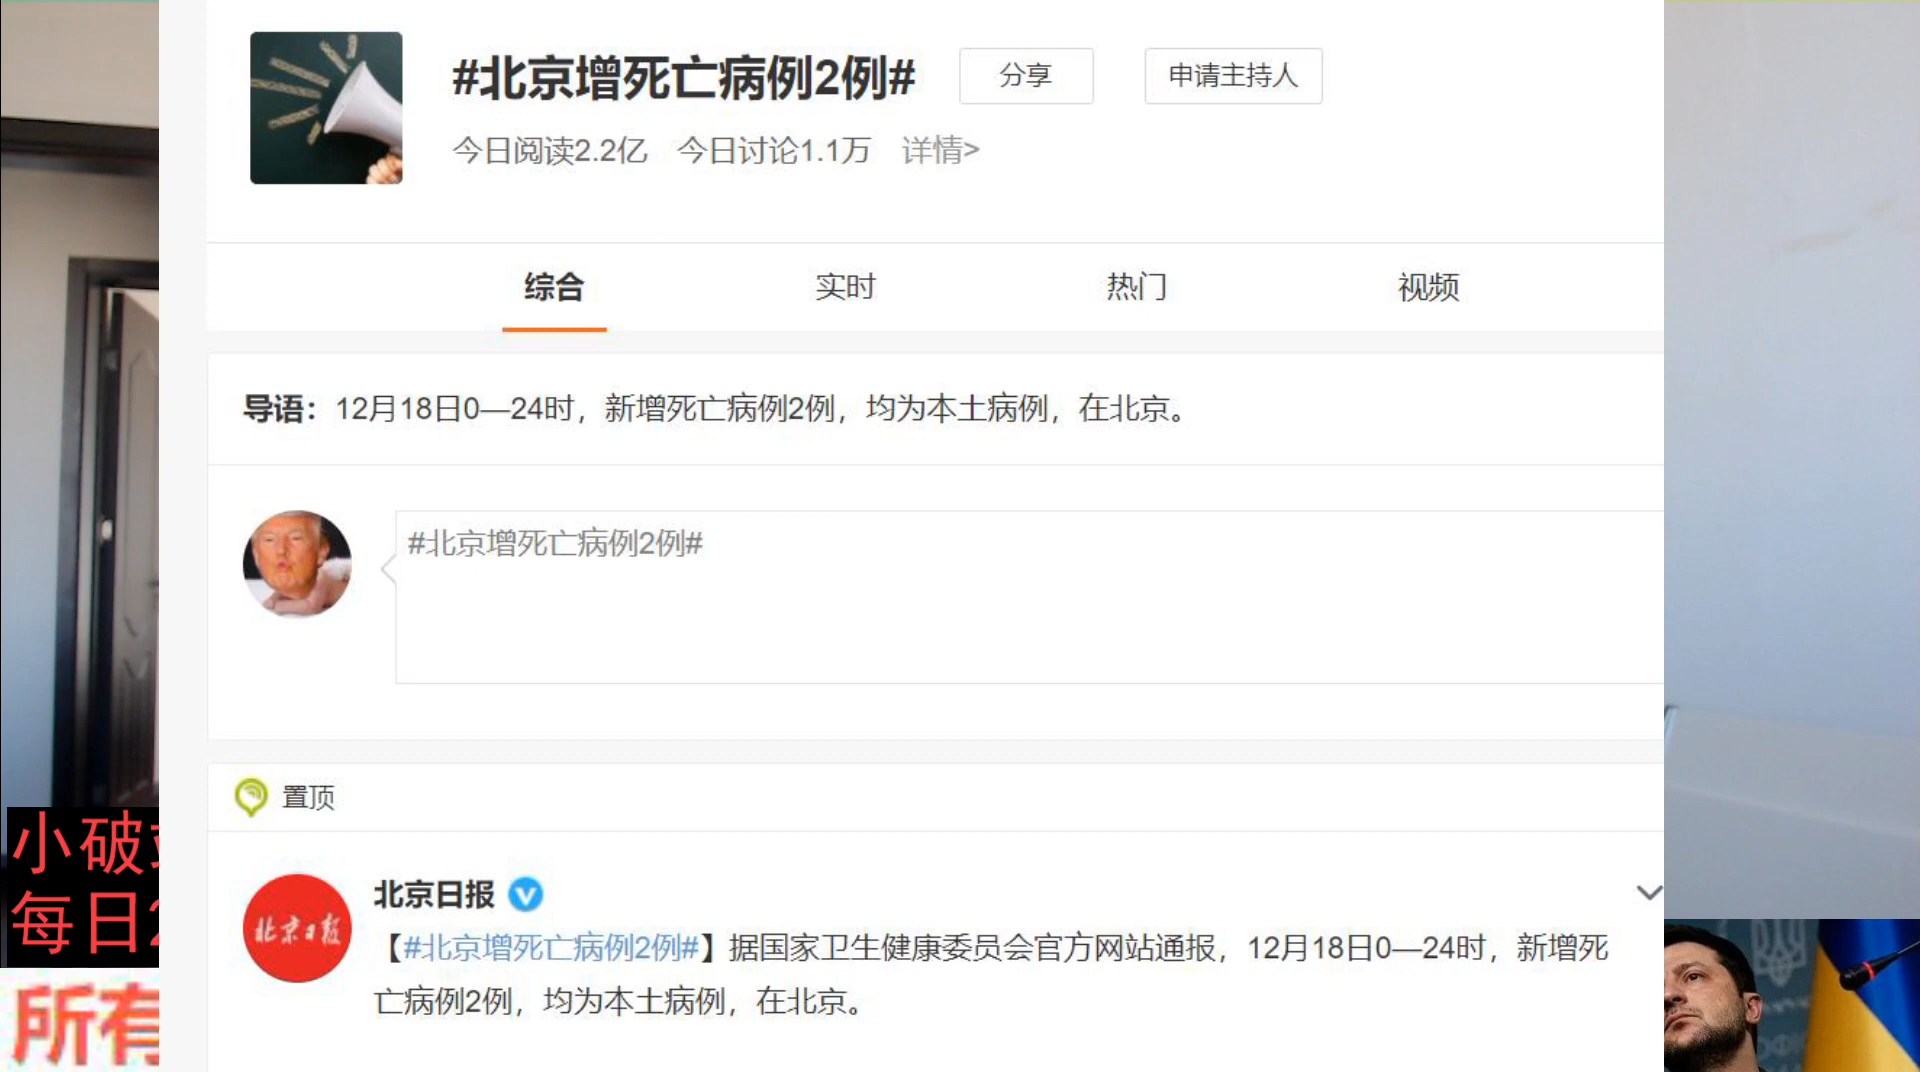 #北京增死亡病例2例#
分享
申请主持人
今日阅读2.2亿 今日讨论1.1万 详情>
综合
实时
热门
视频
导语：12月18日0—24时，新增死亡病例2例，均为本土病例，在北京。
#北京增死亡病例2例#
置顶
北京日报
北京日报
【#北京增死亡病例2例#】据国家卫生健康委员会官方网站通报，12月18日0—24时，新增死
亡病例2例，均为本土病例，在北京。
小破
每日2
所有